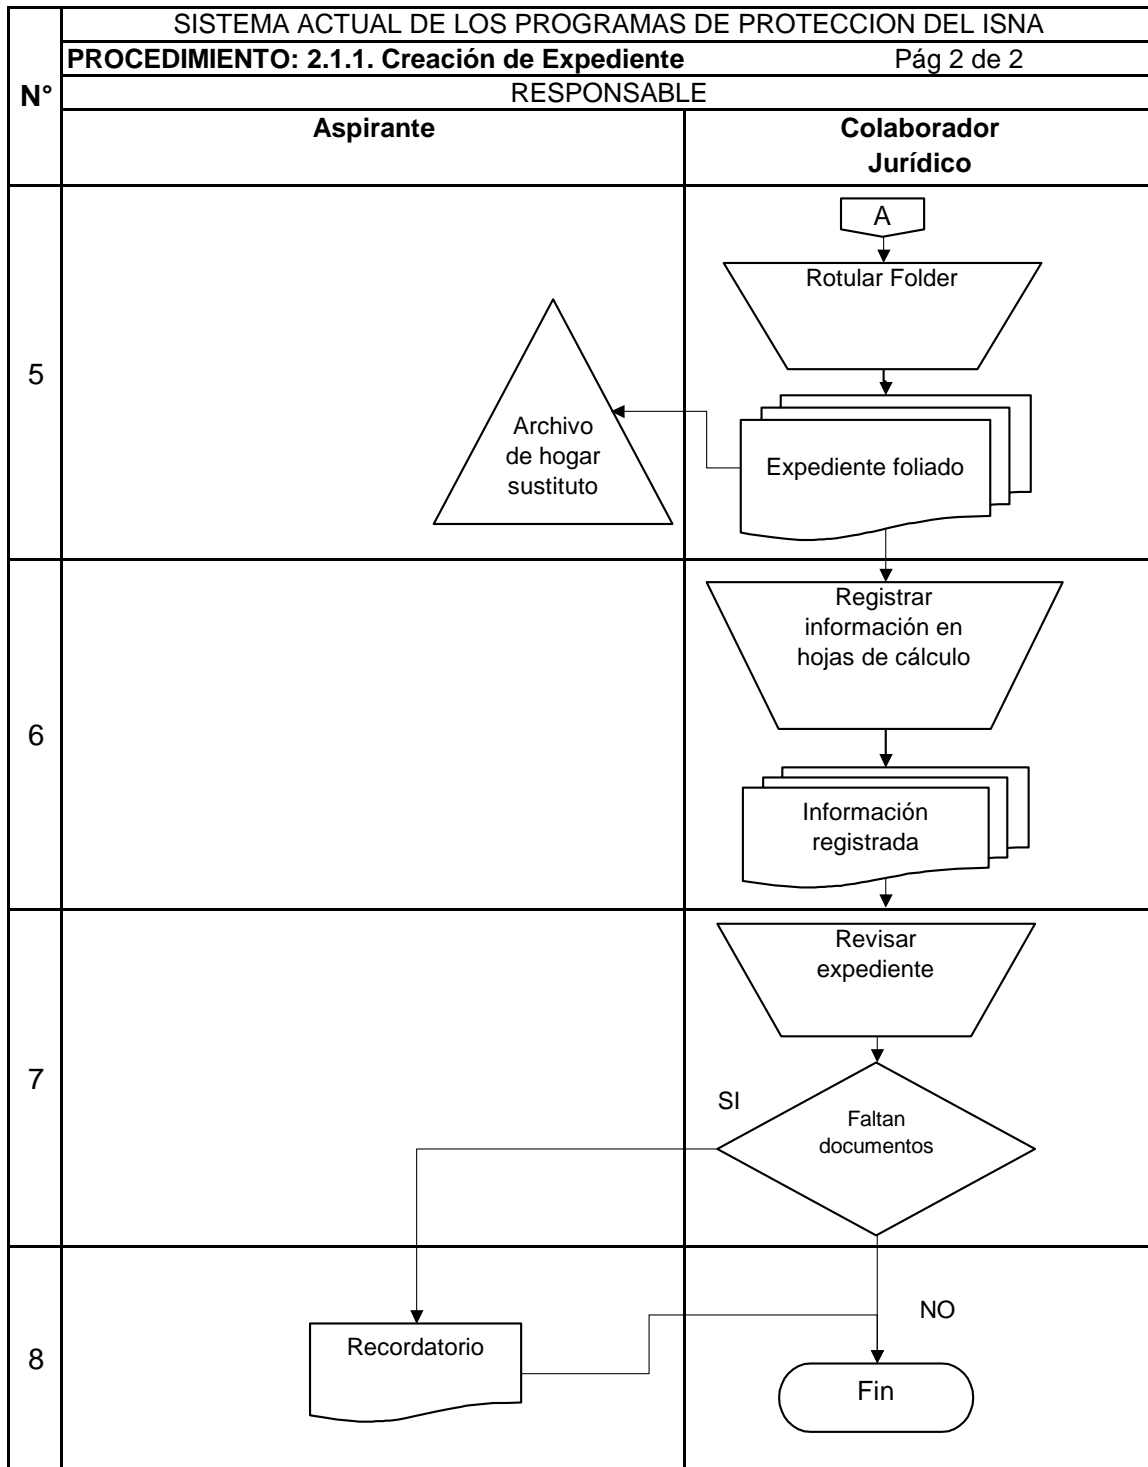 SISTEMA ACTUAL DE LOS PROGRAMAS DE PROTECCION DEL ISNA
PROCEDIMIENTO: 2.1.1. Creación de Expediente Pág 2 de 2
N°
RESPONSABLE
Aspirante
Colaborador
Jurídico
A
Rotular Folder
5
Archivo
de hogar
sustituto
Expediente foliado
Registrar
información en
hojas de cálculo
6
Información
registrada
Revisar
expediente
7
SI
Faltan
documentos
NO
Recordatorio
8
Fin